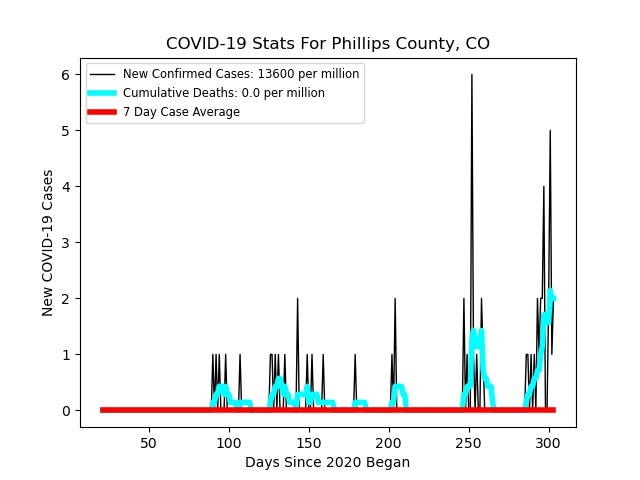 COVID-19 Stats For Phillips County, CO
New Confirmed Cases: 13600 per million
Cumulative Deaths: 0.0 per million
7 Day Case Average
New COVID-19 Cases
6
5
4
3
2
1
0
50 100 150 200 250 300
Days Since 2020 Began